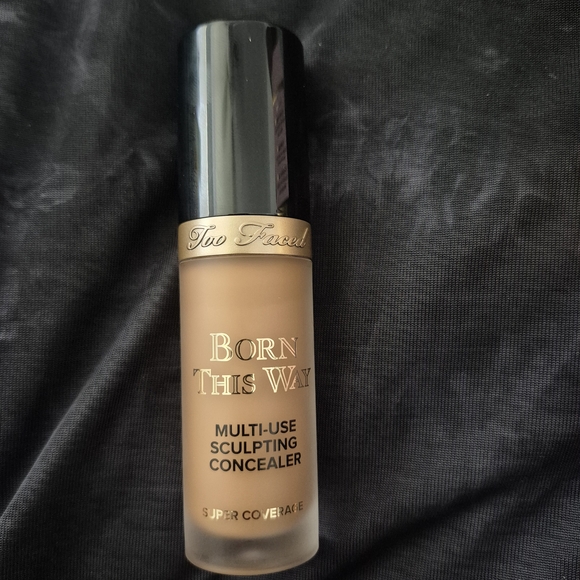 Too Faced
BORN
THIS WAY
MULTI-USE
SCULPTING
CONCEALER
SUPER COVERAGE